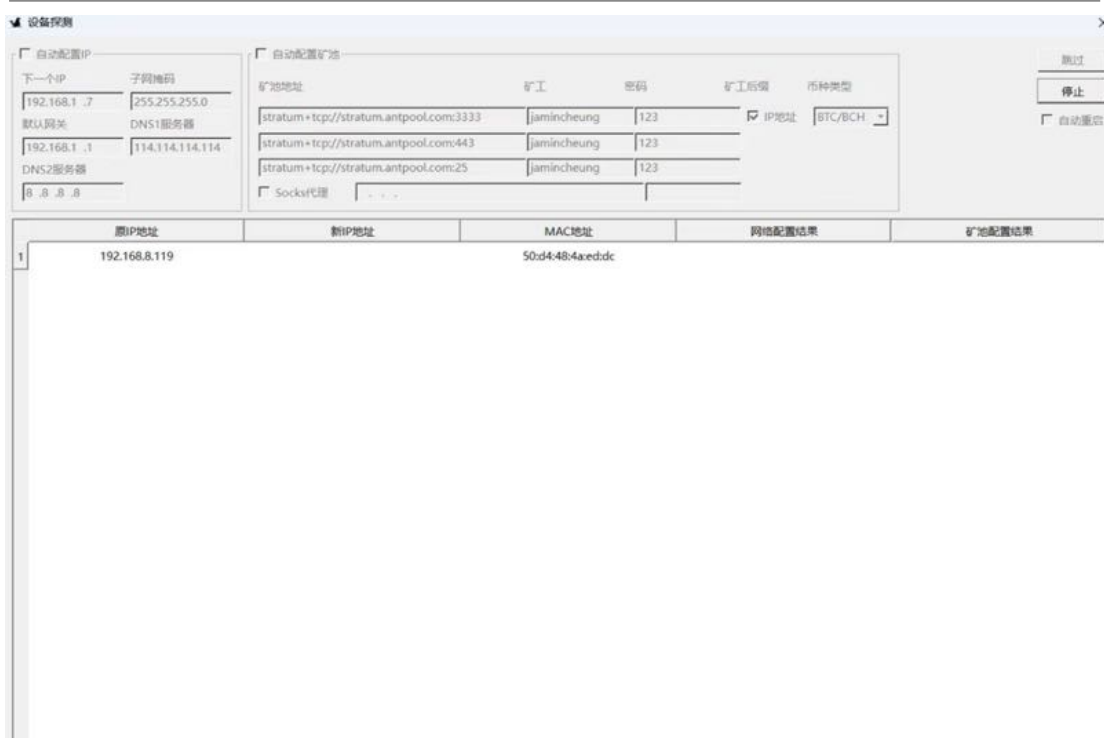 设备探测
自动配置IP
下一个IP 子网掩码
192.168.1 .7 255.255.255.0
默认网关 DNS1服务器
192.168.1 .1 114.114.114.114
DNS2服务器
8 .8 .8 .8
自动配置矿池
矿池地址 矿工 密码 矿工后缀 币种类型
stratum+tcp://stratum.antpool.com:3333 jamincheung 123 IP地址 BTC/BCH
stratum+tcp://stratum.antpool.com:443 jamincheung 123
stratum+tcp://stratum.antpool.com:25 jamincheung 123
Socks代理 . . .
跳过
停止
自动重启
原IP地址 新IP地址 MAC地址 网络配置结果 矿池配置结果
1 192.168.8.119 50:d4:48:4a:ed:dc